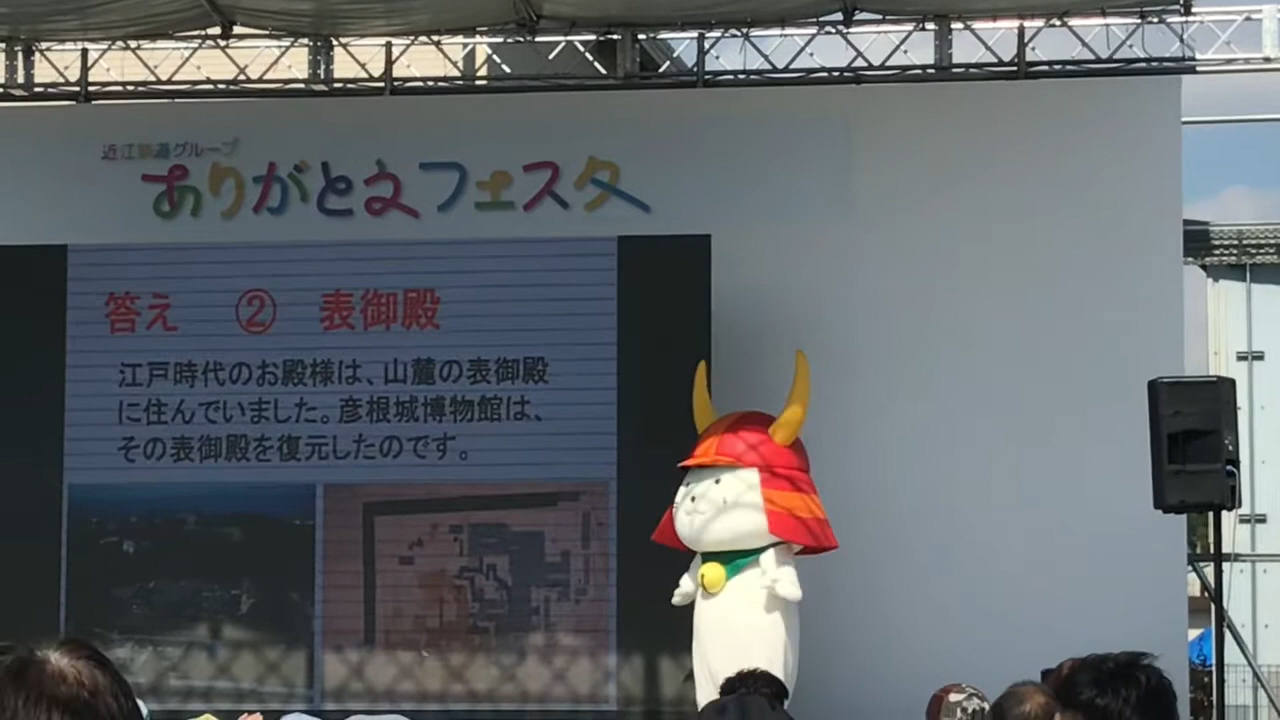 近江鉄道グループ
ありがとさんフェスタ
答え ② 表御殿
江戸時代のお殿様は、山麓の表御殿
に住んでいました。彦根城博物館は、
その表御殿を復元したのです。